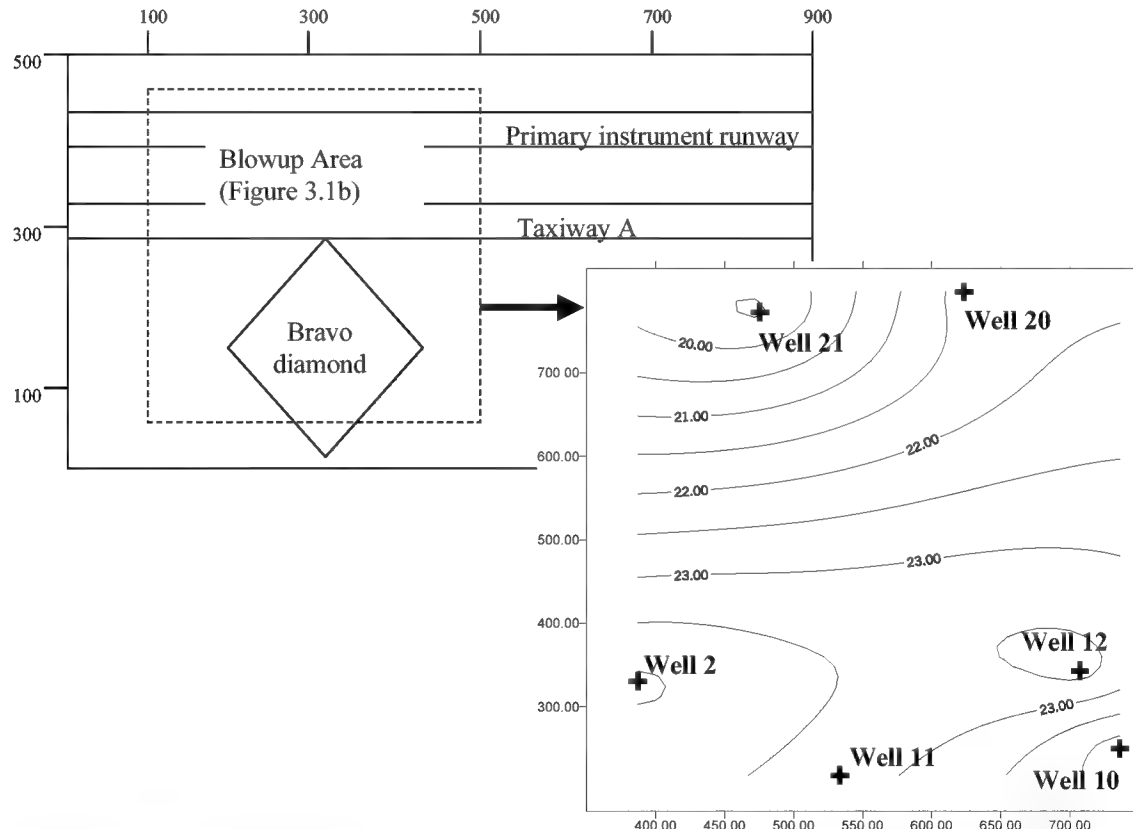 100 300 500 700 900
500
Primary instrument runway
Blowup Area
(Figure 3.1b)
300
Taxiway A
Bravo
diamond
100
Well 20
20.00
Well 21
700.00
21.00
22.00
600.00
22.00
500.00
23.00
23.00
400.00
Well 12
Well 2
300.00
23.00
Well 11
Well 10
400.00 450.00 500.00 550.00 600.00 650.00 700.00